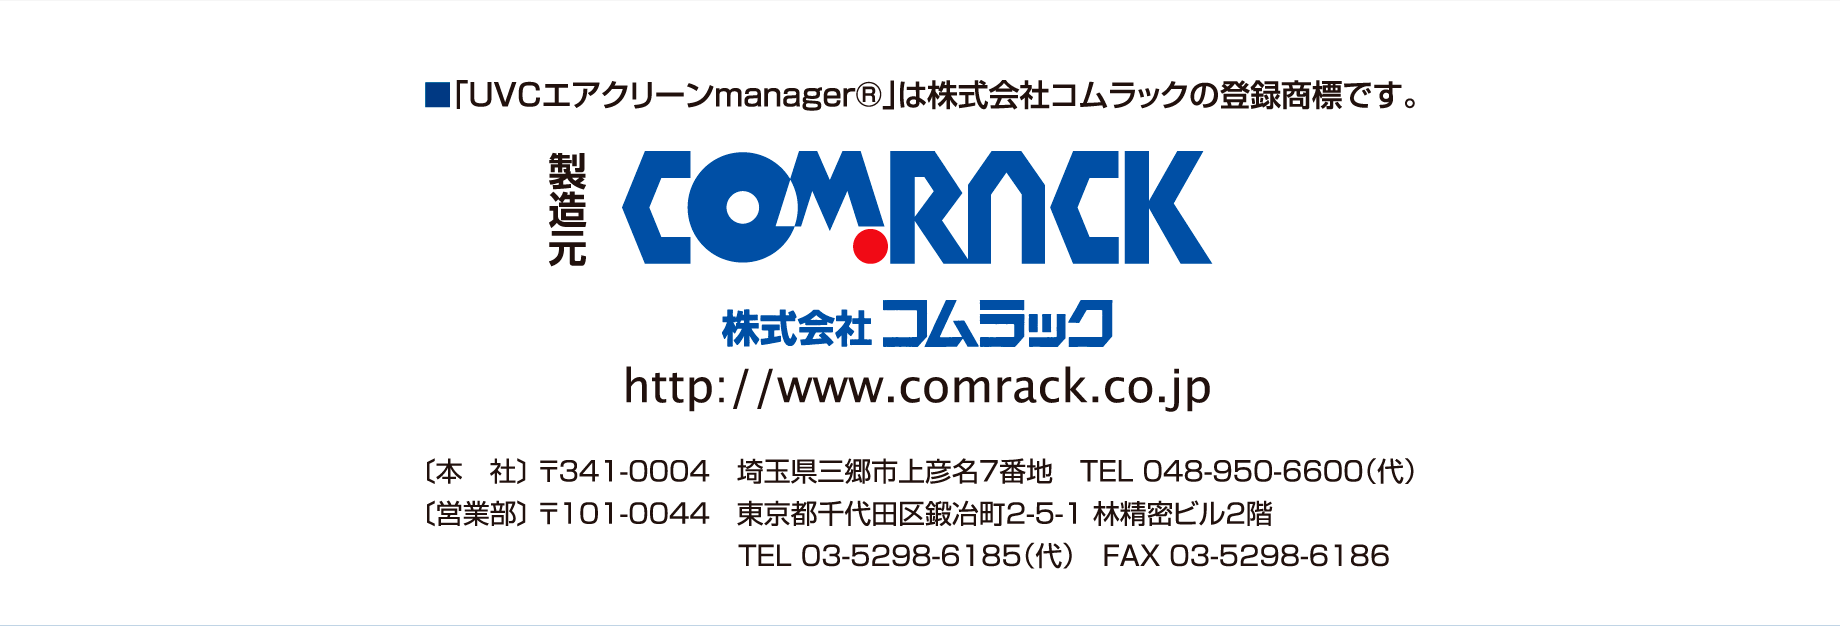 ■「UVCエアクリーンmanager®」は株式会社コムラックの登録商標です。
製造元
COMRACK
株式会社コムラック
http://www.comrack.co.jp
〔本　社〕〒341-0004　埼玉県三郷市上彦名7番地　TEL 048-950-6600（代）
〔営業部〕〒101-0044　東京都千代田区鍛冶町2-5-1 林精密ビル2階
TEL 03-5298-6185（代）　FAX 03-5298-6186